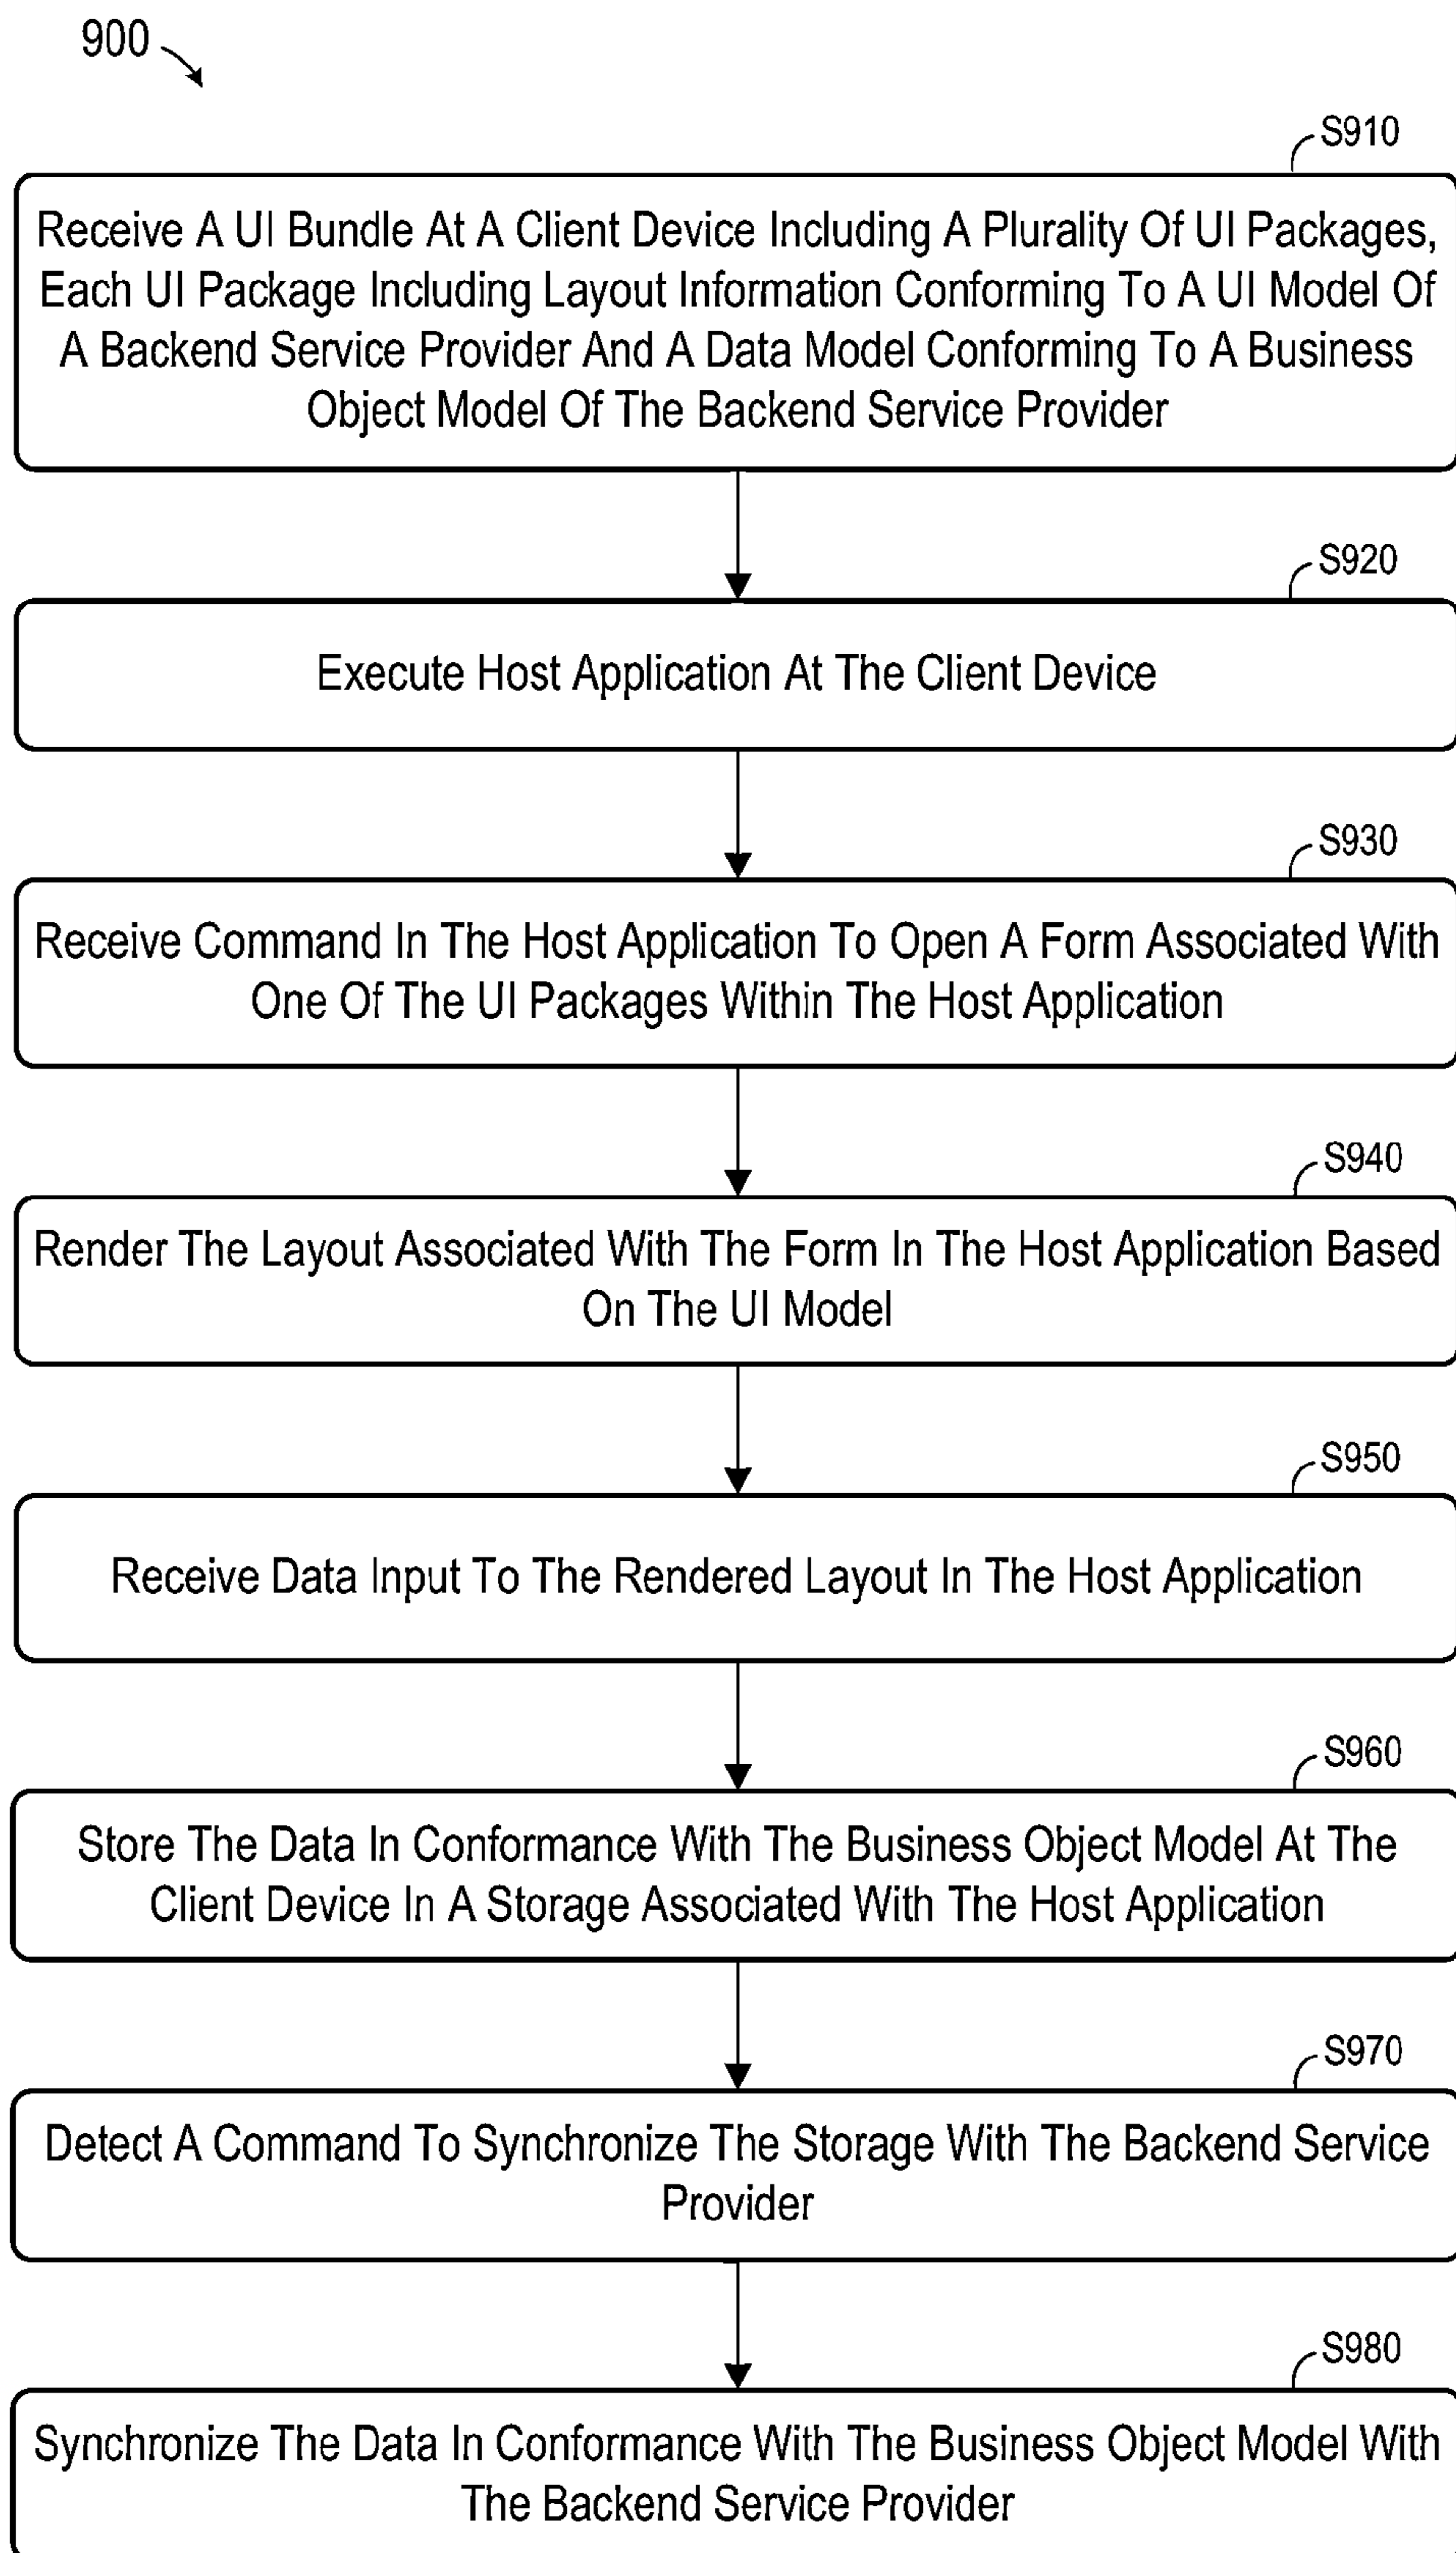 900
S910
Receive A UI Bundle At A Client Device Including A Plurality Of UI Packages,
Each UI Package Including Layout Information Conforming To A UI Model Of
A Backend Service Provider And A Data Model Conforming To A Business
Object Model Of The Backend Service Provider
S920
Execute Host Application At The Client Device
S930
Receive Command In The Host Application To Open A Form Associated With
One Of The UI Packages Within The Host Application
S940
Render The Layout Associated With The Form In The Host Application Based
On The UI Model
S950
Receive Data Input To The Rendered Layout In The Host Application
S960
Store The Data In Conformance With The Business Object Model At The
Client Device In A Storage Associated With The Host Application
S970
Detect A Command To Synchronize The Storage With The Backend Service
Provider
S980
Synchronize The Data In Conformance With The Business Object Model With
The Backend Service Provider